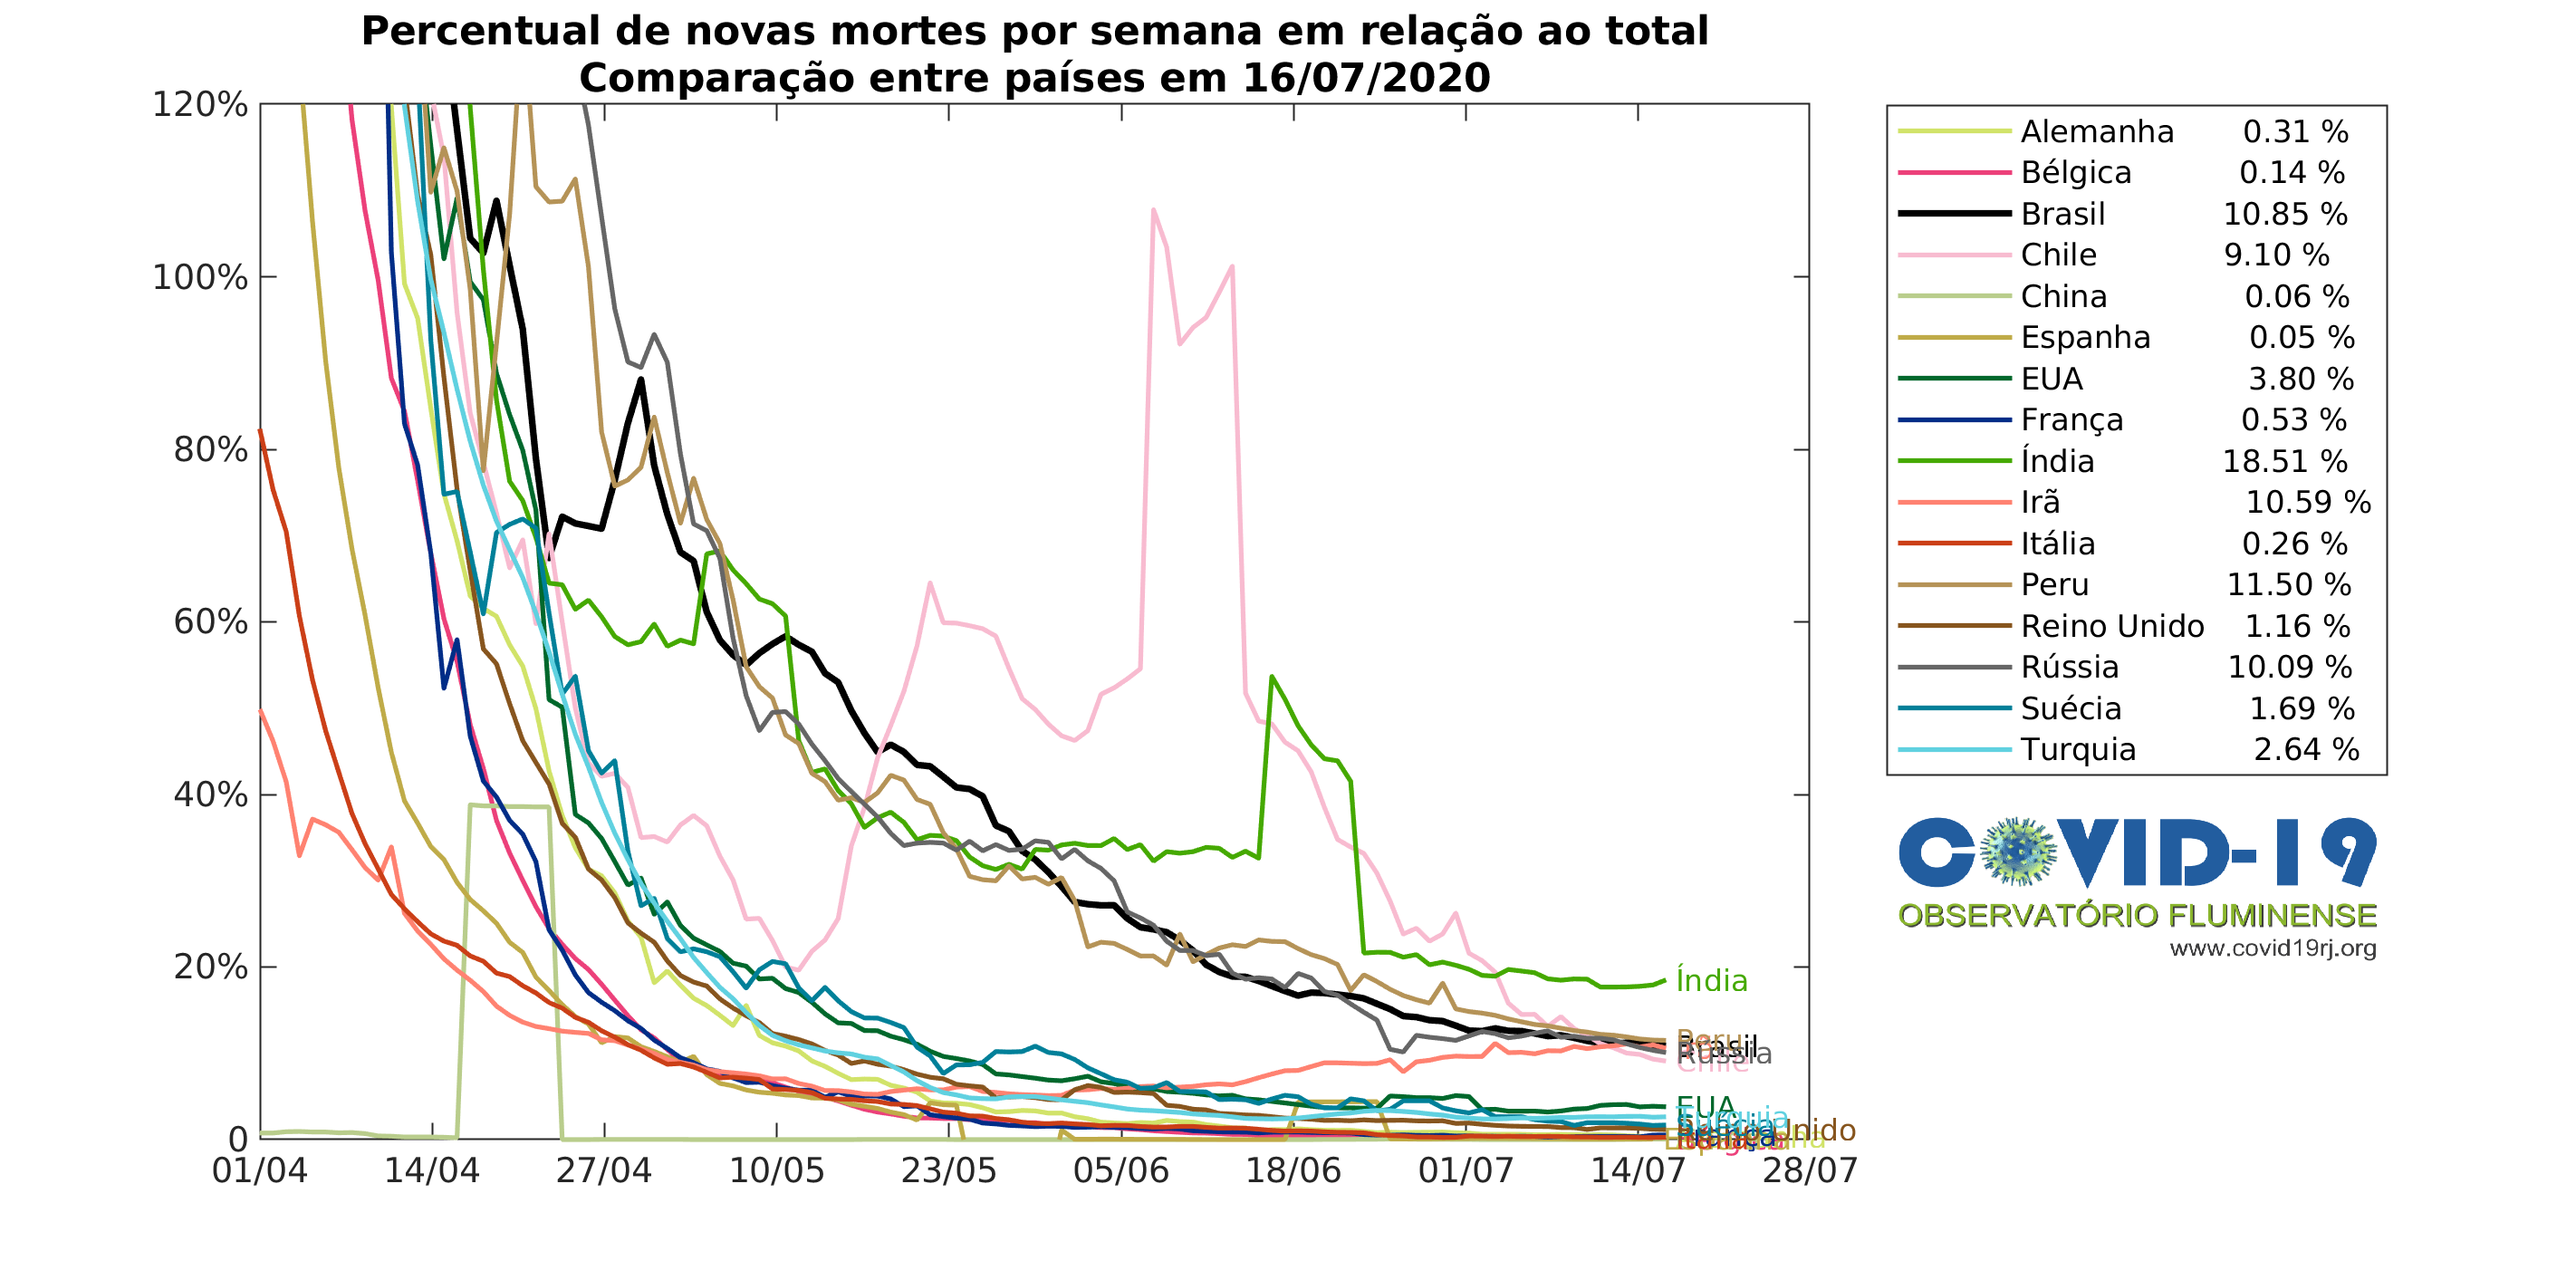 Percentual de novas mortes por semana em relação ao total
Comparação entre países em 16/07/2020
120%
100%
80%
60%
40%
20%
0
01/04 14/04 27/04 10/05 23/05 05/06 18/06 01/07 14/07 28/07
Índia
Peru
Rússia
Chile
EUA
Turquia
Alemanha 0.31 %
Bélgica 0.14 %
Brasil 10.85 %
Chile 9.10 %
China 0.06 %
Espanha 0.05 %
EUA 3.80 %
França 0.53 %
Índia 18.51 %
Irã 10.59 %
Itália 0.26 %
Peru 11.50 %
Reino Unido 1.16 %
Rússia 10.09 %
Suécia 1.69 %
Turquia 2.64 %
COVID-19
OBSERVATÓRIO FLUMINENSE
www.covid19rj.org